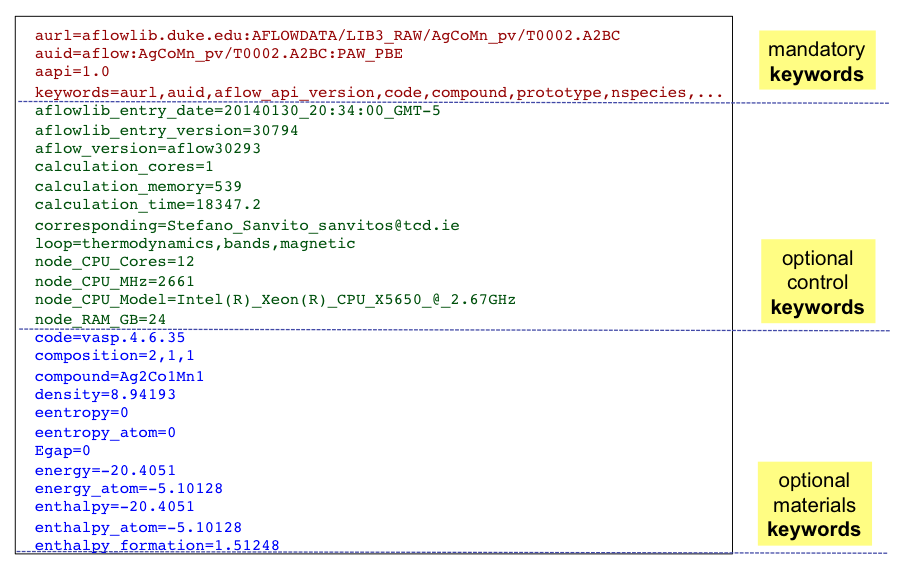 aurl=aflowlib.duke.edu:AFLOWDATA/LIB3_RAW/AgCoMn_pv/T0002.A2BC
auid=aflow:AgCoMn_pv/T0002.A2BC:PAW_PBE
aapi=1.0
keywords=aurl,auid,aflow_api_version,code,compound,prototype,nspecies,...
mandatory
keywords
aflowlib_entry_date=20140130_20:34:00_GMT-5
aflowlib_entry_version=30794
aflow_version=aflow30293
calculation_cores=1
calculation_memory=539
calculation_time=18347.2
corresponding=Stefano_Sanvito_sanvitos@tcd.ie
loop=thermodynamics,bands,magnetic
node_CPU_Cores=12
node_CPU_MHz=2661
node_CPU_Model=Intel(R)_Xeon(R)_CPU_X5650_@_2.67GHz
node_RAM_GB=24
optional
control
keywords
code=vasp.4.6.35
composition=2,1,1
compound=Ag2Co1Mn1
density=8.94193
eentropy=0
eentropy_atom=0
Egap=0
energy=-20.4051
energy_atom=-5.10128
enthalpy=-20.4051
enthalpy_atom=-5.10128
enthalpy_formation=1.51248
optional
materials
keywords